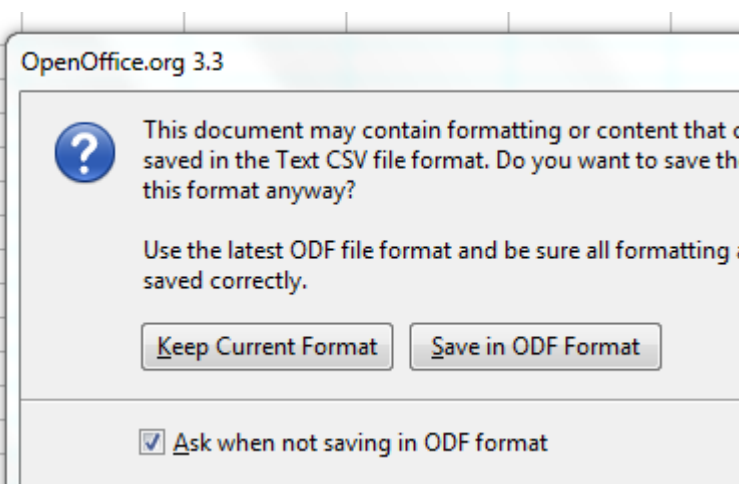 OpenOffice.org 3.3
This document may contain formatting or content that
saved in the Text CSV file format. Do you want to save
this format anyway?
Use the latest ODF file format and be sure all formatting
saved correctly.
Keep Current Format Save in ODF Format
Ask when not saving in ODF format